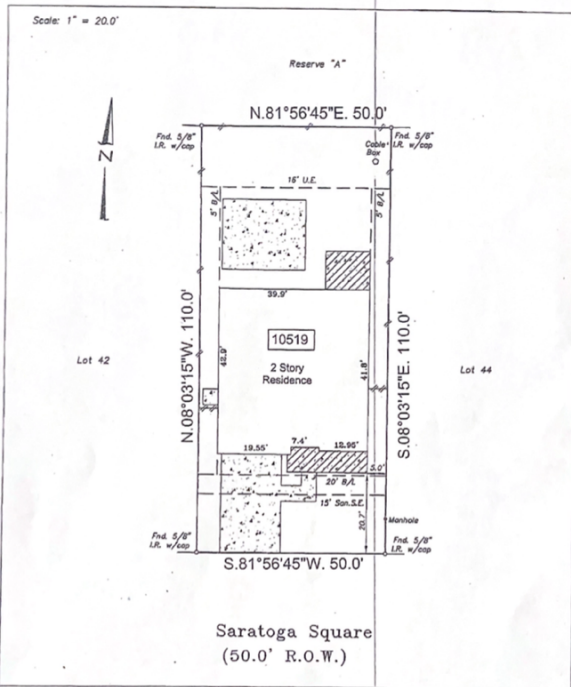 Scale: 1" = 20.0'
Reserve "A"
N.81°56'45"E. 50.0'
Fnd. 5/8"
I.R. w/cap
Fnd. 5/8"
I.R. w/cap
Cable
Box
N
16' U.E.
5' B/L
5' B/L
39.9'
10519
2 Story
Residence
42.9'
41.8'
N.08°03'15"W. 110.0'
S.08°03'15"E. 110.0'
Lot 42
Lot 44
19.55'
7.4'
12.95'
5.0'
20' B/L
15' San.S.E.
20.7'
Manhole
Fnd. 5/8"
I.R. w/cap
Fnd. 5/8"
I.R. w/cap
S.81°56'45"W. 50.0'
Saratoga Square
(50.0' R.O.W.)